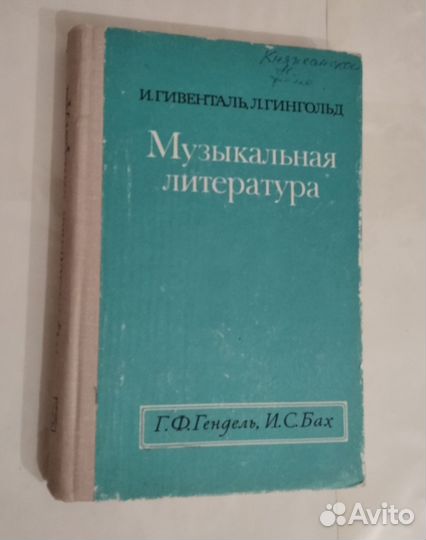 И. ГИВЕНТАЛЬ, Л. ГИНГОЛЬД
Музыкальная
литература
Г.Ф.Гендель, И.С.Бах
Avito